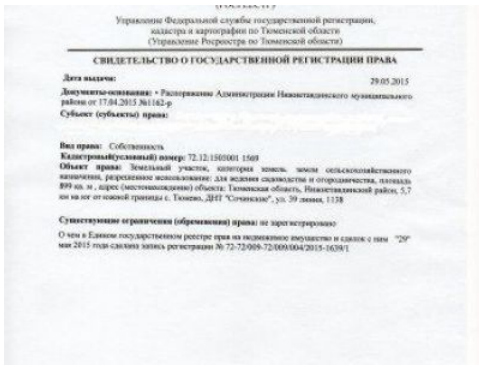 (РОСРЕЕСТР)
Управление Федеральной службы государственной регистрации,
кадастра и картографии по Тюменской области
(Управление Росреестра по Тюменской области)
СВИДЕТЕЛЬСТВО О ГОСУДАРСТВЕННОЙ РЕГИСТРАЦИИ ПРАВА
Дата выдачи: 29.05.2015
Документы-основания: • Распоряжение Администрации Нижнетавдинского муниципального
района от 17.04.2015 №1162-р
Субъект (субъекты) права:
Вид права: Собственность
Кадастровый(условный) номер: 72:12:1505001:1569
Объект права: Земельный участок, категория земель: земли сельскохозяйственного
назначения, разрешенное использование: для ведения садоводства и огородничества, площадь
899 кв. м , адрес (местонахождение) объекта: Тюменская область, Нижнетавдинский район, 5,7
км на юг от южной границы с. Тюнево, ДНТ "Сочинские", ул. 39 линия, 1138
Существующие ограничения (обременения) права: не зарегистрировано
О чем в Едином государственном реестре прав на недвижимое имущество и сделок с ним "29"
мая 2015 года сделана запись регистрации № 72-72/009-72/009/004/2015-1639/1